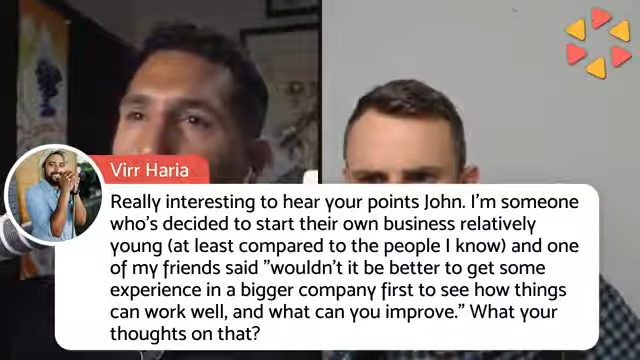 Virr Haria
Really interesting to hear your points John. I'm someone
who's decided to start their own business relatively
young (at least compared to the people I know) and one
of my friends said "wouldn't it be better to get some
experience in a bigger company first to see how things
can work well, and what can you improve." What your
thoughts on that?